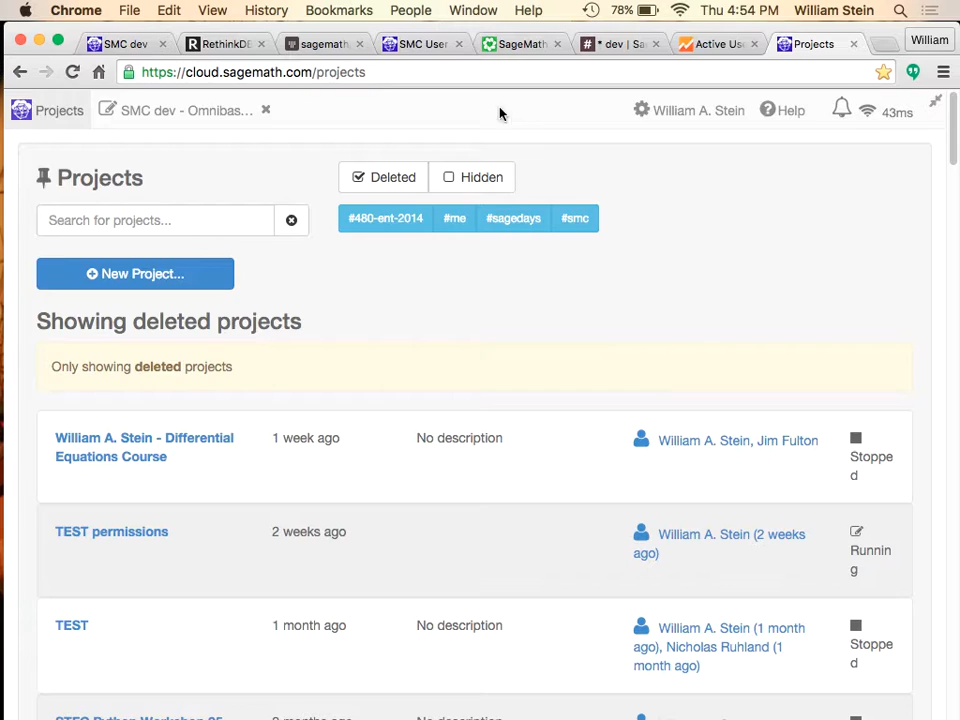 Chrome File Edit View History Bookmarks People Window Help 78% Thu 4:54 PM William Stein
SMC dev RethinkD sagemath. SMC User SageMath * dev | Sa Active Use Projects William
https://cloud.sagemath.com/projects
Projects SMC dev - Omnibas... William A. Stein Help 43ms
Projects Deleted Hidden
Search for projects... #480-ent-2014 #me #sagedays #smc
New Project...
Showing deleted projects
Only showing deleted projects
William A. Stein - Differential 1 week ago No description William A. Stein, Jim Fulton
Equations Course Stoppe
d
TEST permissions 2 weeks ago William A. Stein (2 weeks
ago) Runnin
g
TEST 1 month ago No description William A. Stein (1 month
ago), Nicholas Ruhland (1 Stoppe
month ago) d